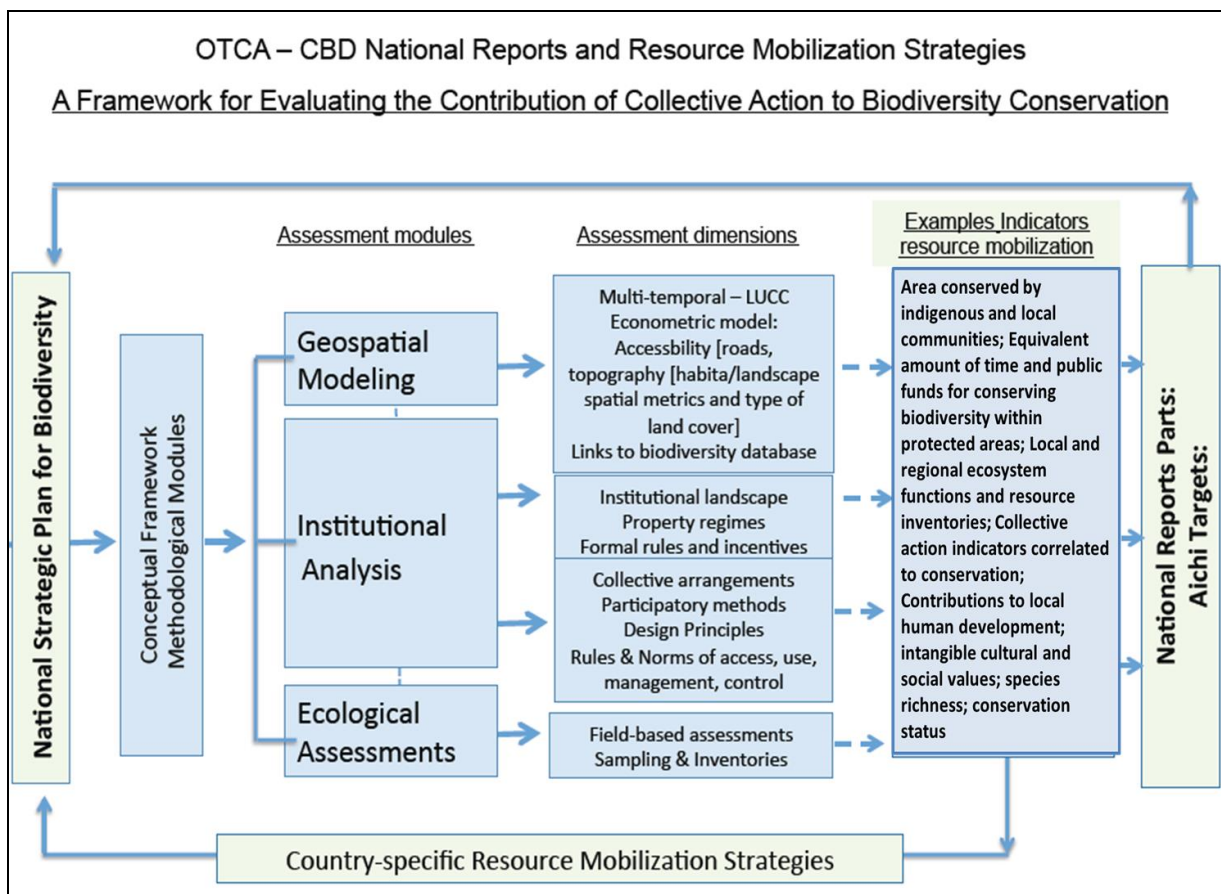 OTCA – CBD National Reports and Resource Mobilization Strategies
A Framework for Evaluating the Contribution of Collective Action to Biodiversity Conservation
Assessment modules
Assessment dimensions
Examples Indicators
resource mobilization
National Strategic Plan for Biodiversity
Conceptual Framework
Methodological Modules
Geospatial
Modeling
Institutional
Analysis
Ecological
Assessments
Multi-temporal – LUCC
Econometric model:
Accessbility [roads,
topography [habita/landscape
spatial metrics and type of
land cover]
Links to biodiversity database
Institutional landscape
Property regimes
Formal rules and incentives
Collective arrangements
Participatory methods
Design Principles
Rules & Norms of access, use,
management, control
Field-based assessments
Sampling & Inventories
Area conserved by
indigenous and local
communities; Equivalent
amount of time and public
funds for conserving
biodiversity within
protected areas; Local and
regional ecosystem
functions and resource
inventories; Collective
action indicators correlated
to conservation;
Contributions to local
human development;
intangible cultural and
social values; species
richness; conservation
status
National Reports Parts:
Aichi Targets:
Country-specific Resource Mobilization Strategies